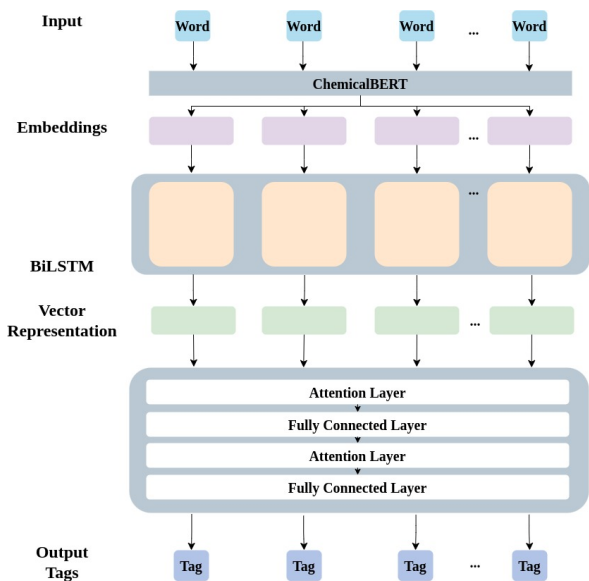 Input
Word Word Word ... Word
ChemicalBERT
Embeddings
...
...
BiLSTM
Vector
Representation
...
Attention Layer
Fully Connected Layer
Attention Layer
Fully Connected Layer
Output
Tags
Tag Tag Tag ... Tag